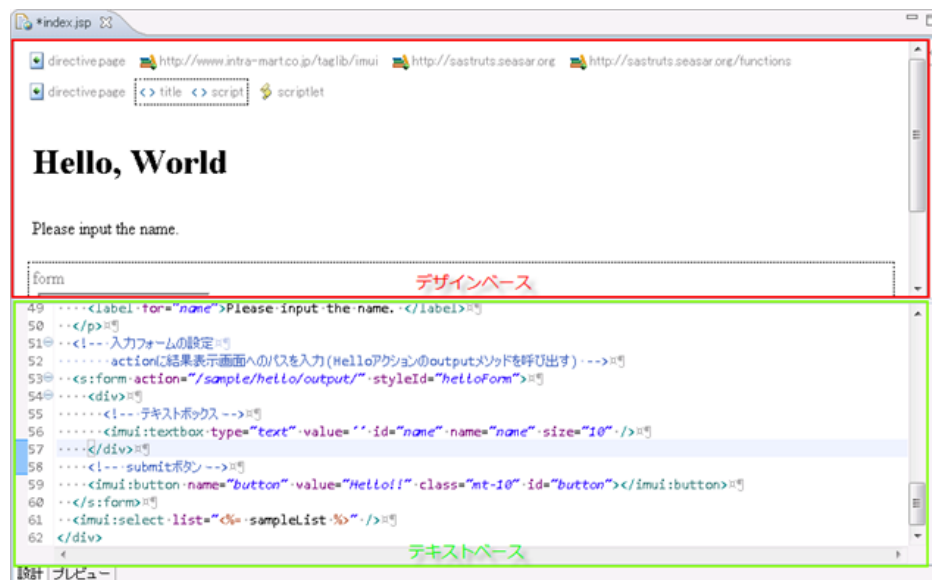 *index.jsp
directive.page http://www.intra-mart.co.jp/taglib/imui http://sastruts.seasar.org http://sastruts.seasar.org/functions
directive.page <> title <> script scriptlet
Hello, World
Please input the name.
form
デザインベース
49 ····<label·for="name">Please·input·the·name.·</label>¤¶
50 ··</p>¤¶
51 ··<!--·入力フォームの設定¤¶
52 ·······actionに結果表示画面へのパスを入力(Helloアクションのoutputメソッドを呼び出す)·-->¤¶
53 ··<s:form·action="/sample/hello/output/"·styleId="helloForm">¤¶
54 ····<div>¤¶
55 ······<!--·テキストボックス·-->¤¶
56 ······<imui:textbox·type="text"·value=''·id="name"·name="name"·size="10"·/>¤¶
57 ····</div>¤¶
58 ····<!--·submitボタン·-->¤¶
59 ····<imui:button·name="button"·value="Hello!!"·class="mt-10"·id="button"></imui:button>¤¶
60 ··</s:form>¤¶
61 ··<imui:select·list="<%=·sampleList·%>"·/>¤¶
62 </div>
テキストベース
設計 プレビュー